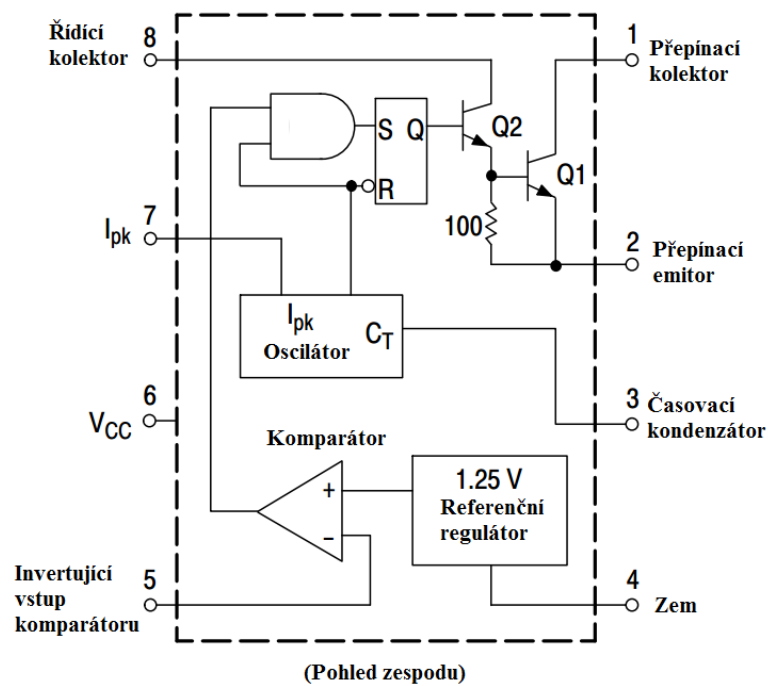 Řídící
kolektor
8
1
Přepínací
kolektor
S
Q
R
Q2
Q1
100
7
Ipk
2
Přepínací
emitor
Ipk
Oscilátor
CT
6
VCC
3
Časovací
kondenzátor
Komparátor
+
−
1.25 V
Referenční
regulátor
Invertující
vstup
komparátoru
5
4
Zem
(Pohled zespodu)